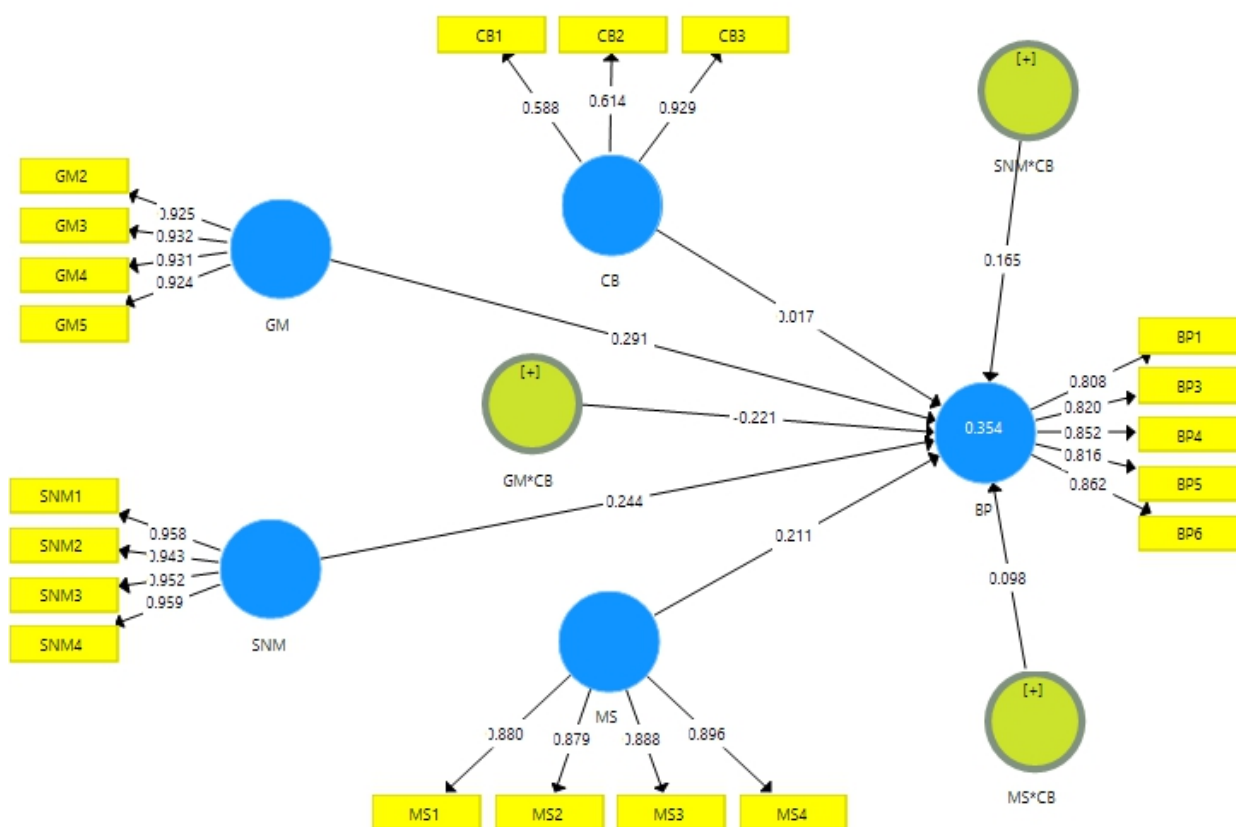 CB1 CB2 CB3
0.588 0.614 0.929
[+]
SNM*CB
GM2
GM3
GM4
GM5
0.925
0.932
0.931
0.924
GM
CB
0.165
0.017
0.291
[+]
-0.221
GM*CB
0.354
BP
0.808
0.820
0.852
0.816
0.862
BP1
BP3
BP4
BP5
BP6
SNM1
SNM2
SNM3
SNM4
0.958
0.943
0.952
0.959
SNM
0.244
0.211
0.098
MS
[+]
MS*CB
0.880 0.879 0.888 0.896
MS1 MS2 MS3 MS4